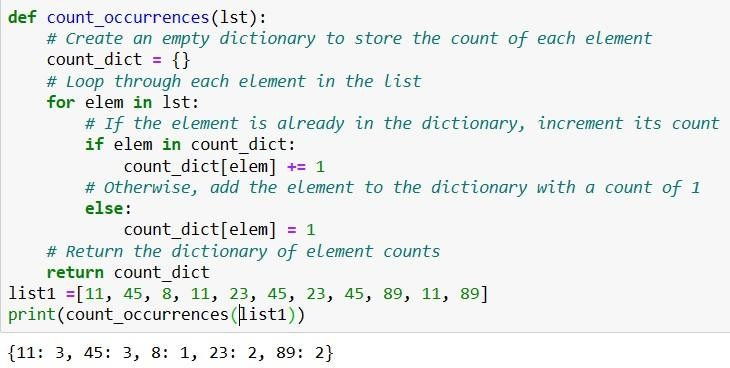 def count_occurrences(lst):
    # Create an empty dictionary to store the count of each element
    count_dict = {}
    # Loop through each element in the list
    for elem in lst:
        # If the element is already in the dictionary, increment its count
        if elem in count_dict:
            count_dict[elem] += 1
        # Otherwise, add the element to the dictionary with a count of 1
        else:
            count_dict[elem] = 1
    # Return the dictionary of element counts
    return count_dict
list1 =[11, 45, 8, 11, 23, 45, 23, 45, 89, 11, 89]
print(count_occurrences(list1))
{11: 3, 45: 3, 8: 1, 23: 2, 89: 2}